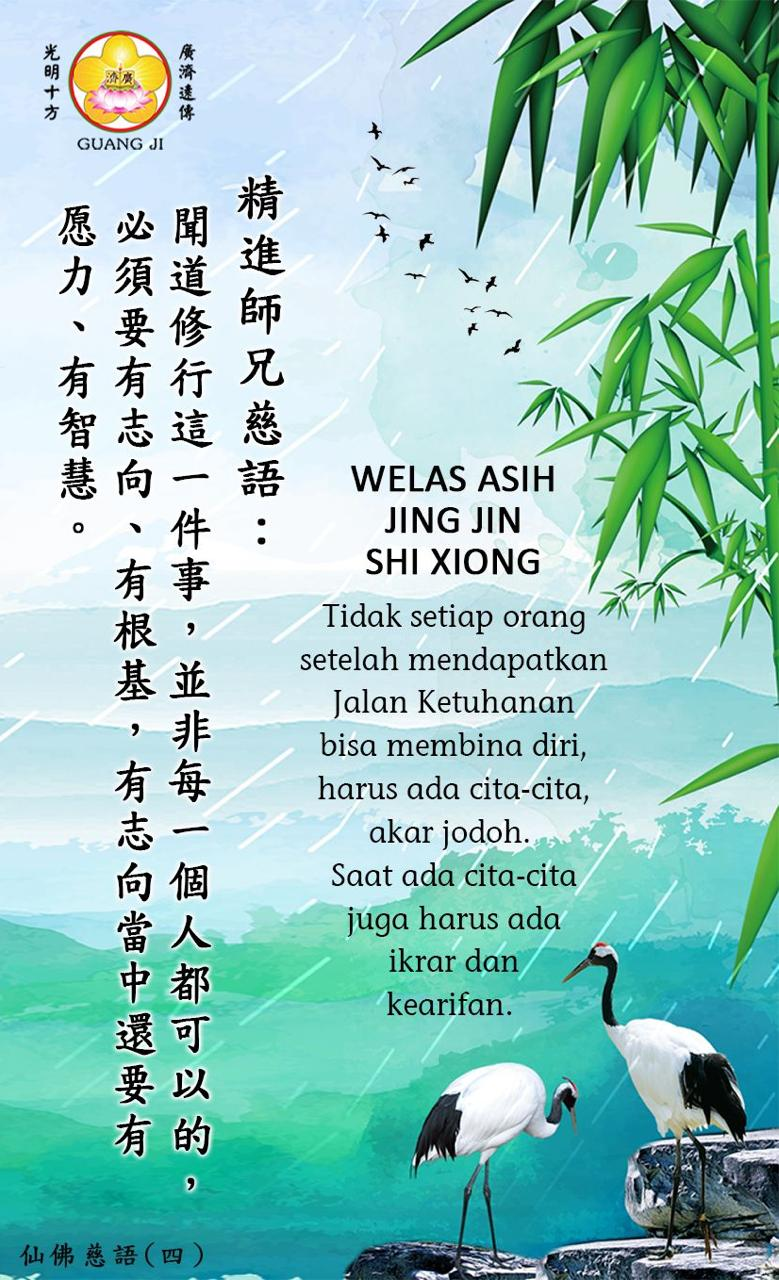 光明十方
廣濟
廣濟遠傳
GUANG JI
精進師兄慈語：
聞道修行這一件事，並非每一個人都可以的，
必須要有志向、有根基，有志向當中還要有
愿力、有智慧。
WELAS ASIH
JING JIN
SHI XIONG
Tidak setiap orang
setelah mendapatkan
Jalan Ketuhanan
bisa membina diri,
harus ada cita-cita,
akar jodoh.
Saat ada cita-cita
juga harus ada
ikrar dan
kearifan.
仙佛慈語(四)